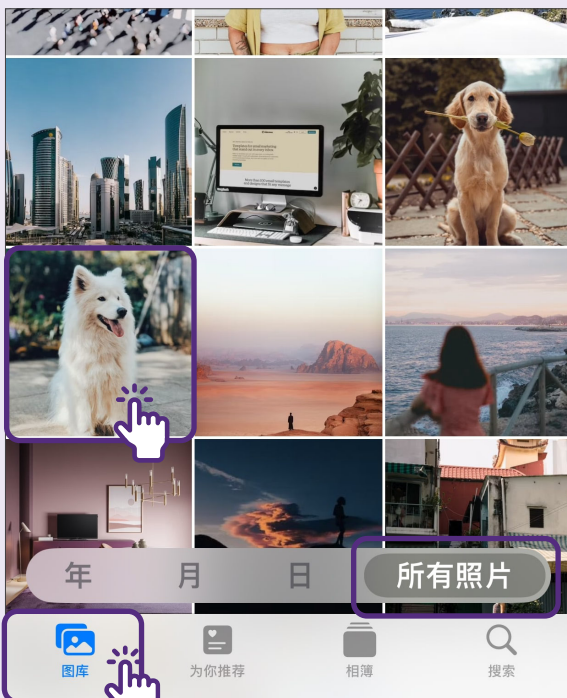 年 月 日 所有照片
图库 为你推荐 相簿 搜索